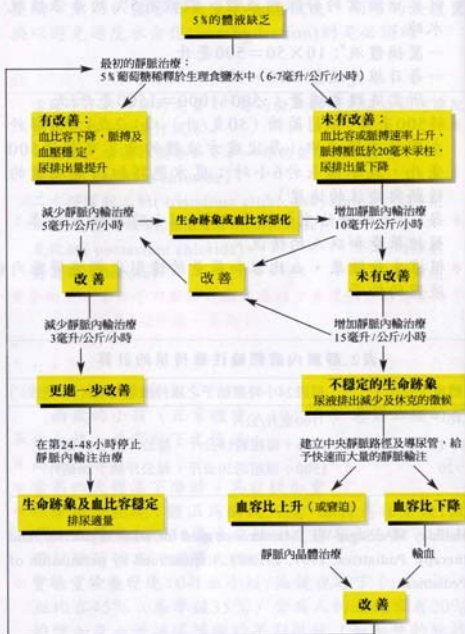 5%的體液缺乏
最初的靜脈治療：
5%葡萄糖稀釋於生理食鹽水中 (6-7毫升/公斤/小時)
有改善：
血比容下降，脈搏及
血壓穩定，
尿排出量提升
未有改善：
血比容或脈搏速率上升，
脈搏壓低於20毫米汞柱，
尿排出量下降
減少靜脈內輸治療
5毫升/公斤/小時
生命跡象或血比容惡化
增加靜脈內輸治療
10毫升/公斤/小時
改善
改善
未有改善
減少靜脈內輸治療
3毫升/公斤/小時
增加靜脈內輸治療
15毫升/公斤/小時
更進一步改善
不穩定的生命跡象
尿液排出減少及休克的徵候
在第24-48小時停止
靜脈內輸注治療
建立中央靜脈路徑及導尿管，給
予快速而大量的靜脈輸注
生命跡象及血比容穩定
排尿適量
血容比上升（或窘迫）
血容比下降
靜脈內晶體治療
輸血
改善